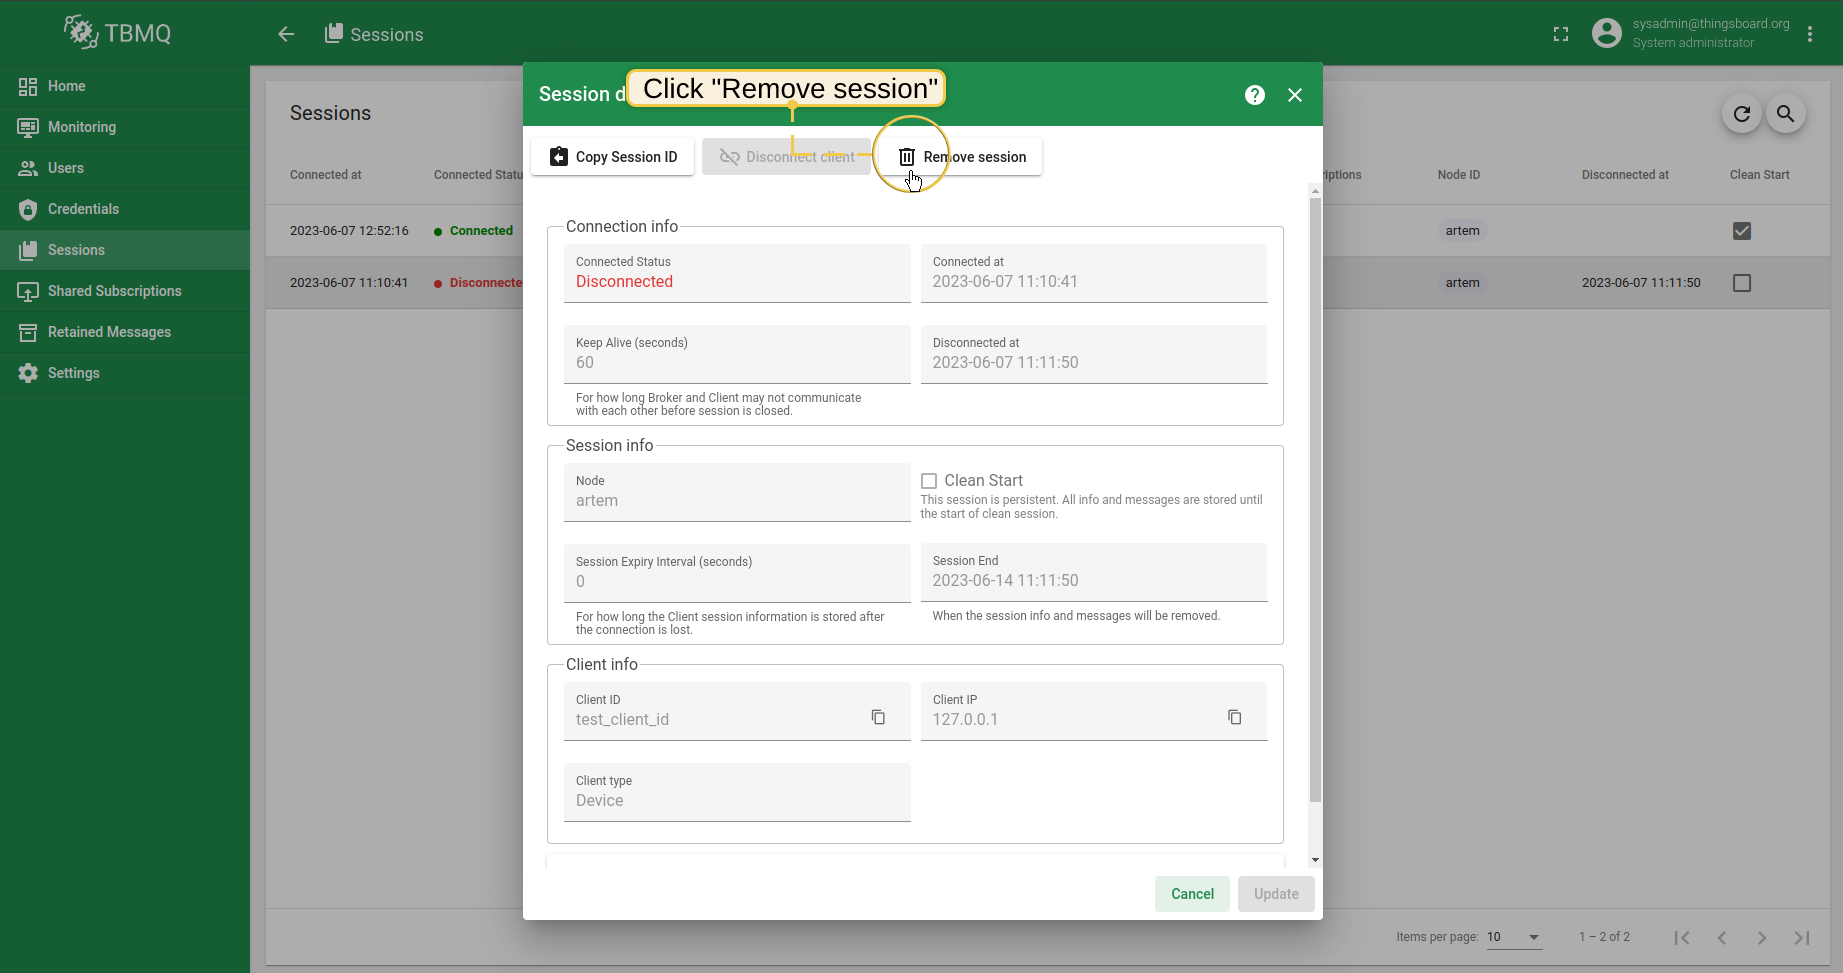 TBMQ
Sessions
sysadmin@thingsboard.org
System administrator
Home
Monitoring
Users
Credentials
Sessions
Shared Subscriptions
Retained Messages
Settings
Sessions
Connected at
Connected Statu
riptions
Node ID
Disconnected at
Clean Start
2023-06-07 12:52:16
Connected
artem
2023-06-07 11:10:41
Disconnecte
artem
2023-06-07 11:11:50
Items per page: 10
1 – 2 of 2
Session d
Click "Remove session"
Copy Session ID
Disconnect client
Remove session
Connection info
Connected Status
Disconnected
Connected at
2023-06-07 11:10:41
Keep Alive (seconds)
60
For how long Broker and Client may not communicate
with each other before session is closed.
Disconnected at
2023-06-07 11:11:50
Session info
Node
artem
Clean Start
This session is persistent. All info and messages are stored until
the start of clean session.
Session Expiry Interval (seconds)
0
For how long the Client session information is stored after
the connection is lost.
Session End
2023-06-14 11:11:50
When the session info and messages will be removed.
Client info
Client ID
test_client_id
Client IP
127.0.0.1
Client type
Device
Cancel
Update